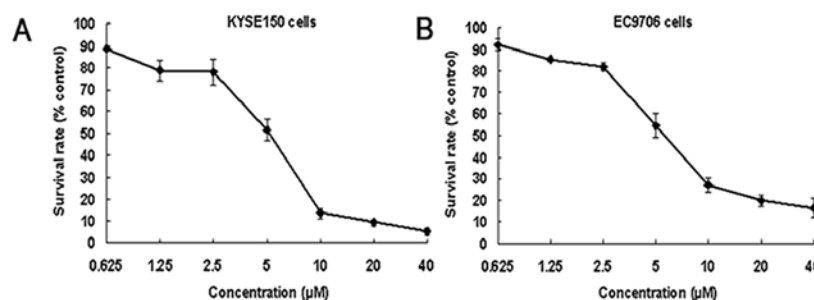 A
KYSE150 cells
Survival rate (% control)
100
90
80
70
60
50
40
30
20
10
0
0.625 1.25 2.5 5 10 20 40
Concentration (µM)
B
EC9706 cells
Survival rate (% control)
100
90
80
70
60
50
40
30
20
10
0
0.625 1.25 2.5 5 10 20 40
Concentration (µM)